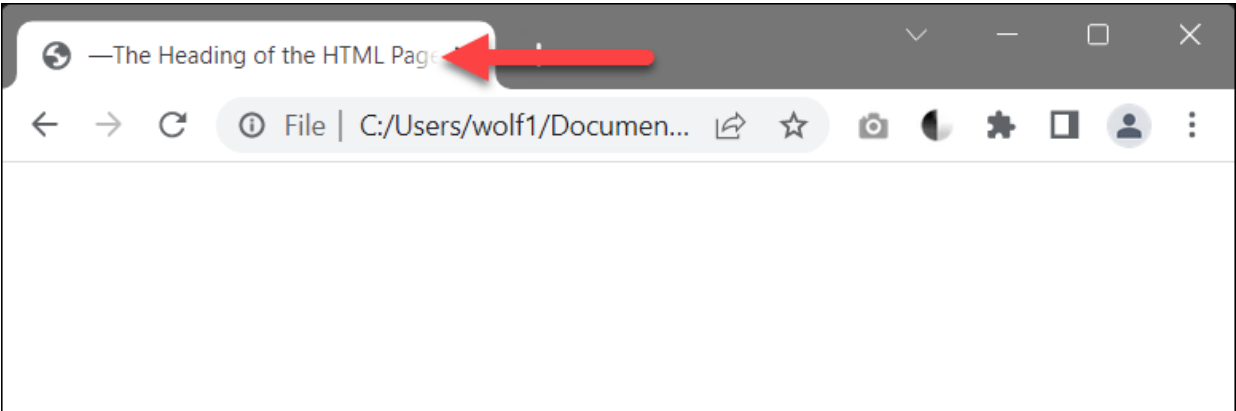 —The Heading of the HTML Page
File | C:/Users/wolf1/Documen...